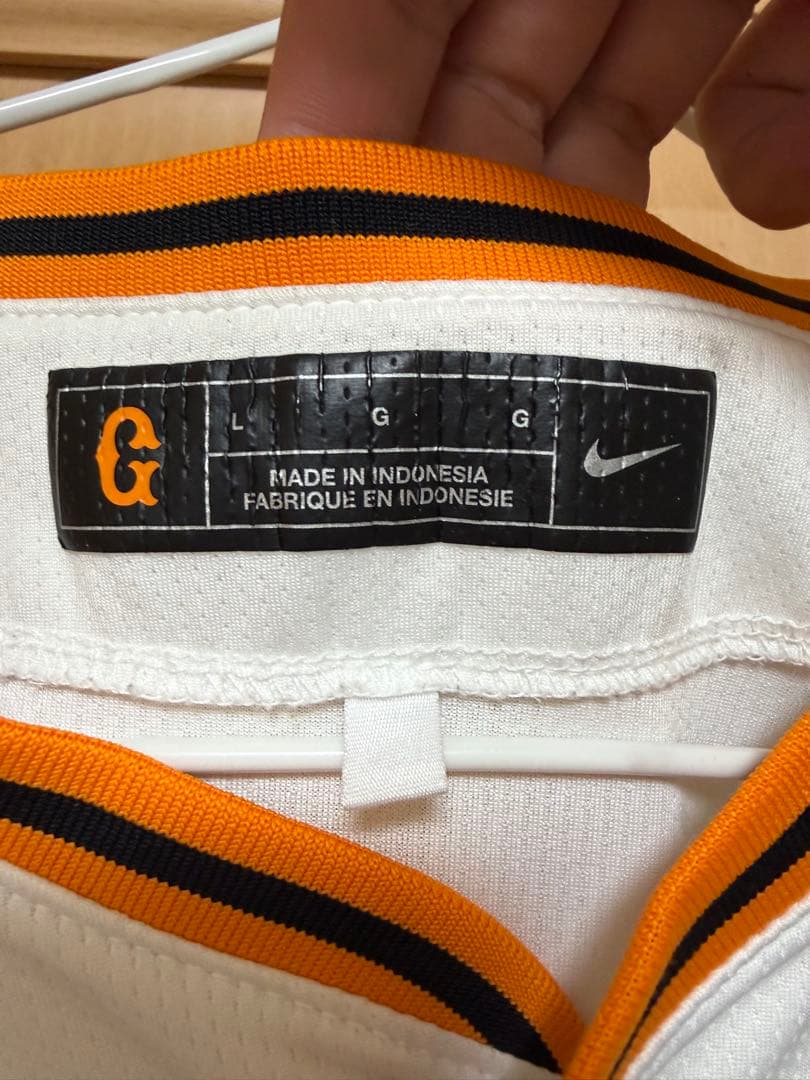 G
L G G
MADE IN INDONESIA
FABRIQUE EN INDONESIE